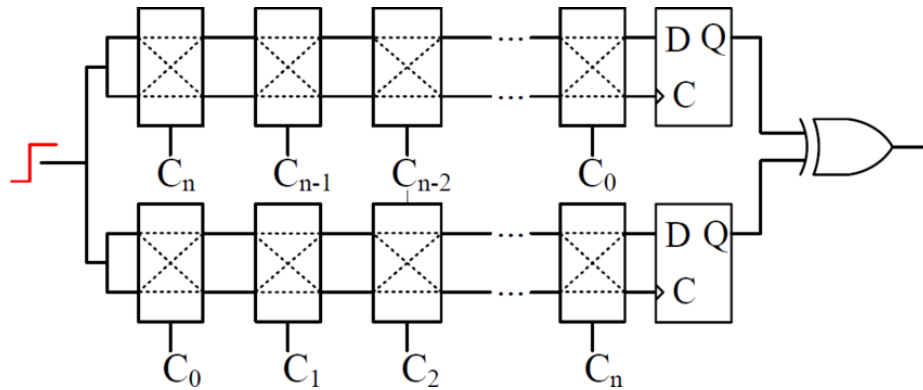 ... D Q
C
Cₙ Cₙ₋₁ Cₙ₋₂ ... C₀
... D Q
... C
C₀ C₁ C₂ Cₙ